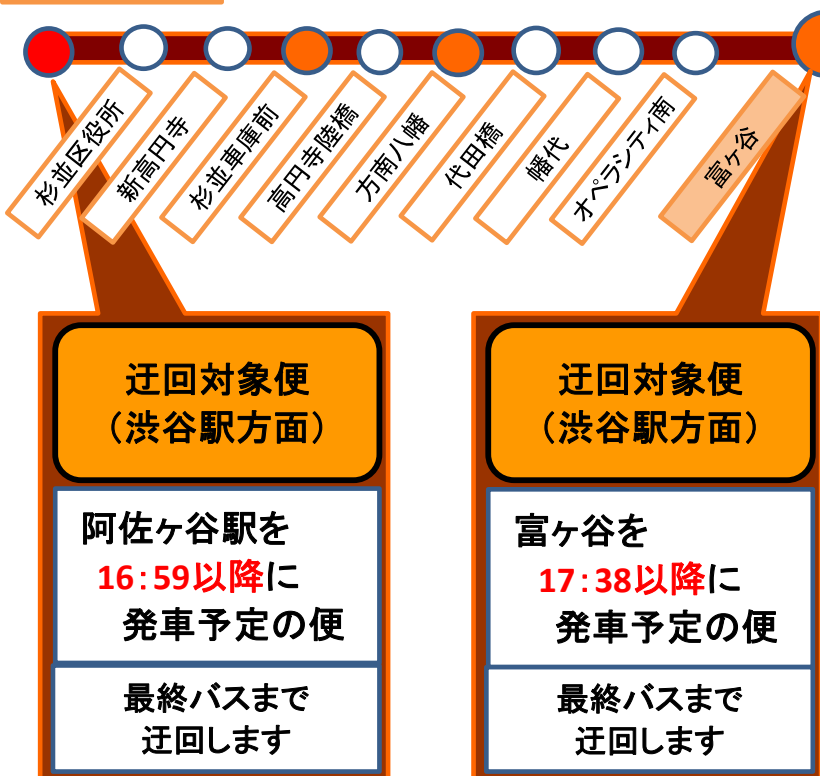 杉並区役所
新高円寺
杉並車庫前
高円寺陸橋
方南八幡
代田橋
幡代
オペラシティ南
富ヶ谷
迂回対象便
（渋谷駅方面）
阿佐ヶ谷駅を
16：59以降に
発車予定の便
最終バスまで
迂回します
迂回対象便
（渋谷駅方面）
富ヶ谷を
17：38以降に
発車予定の便
最終バスまで
迂回します